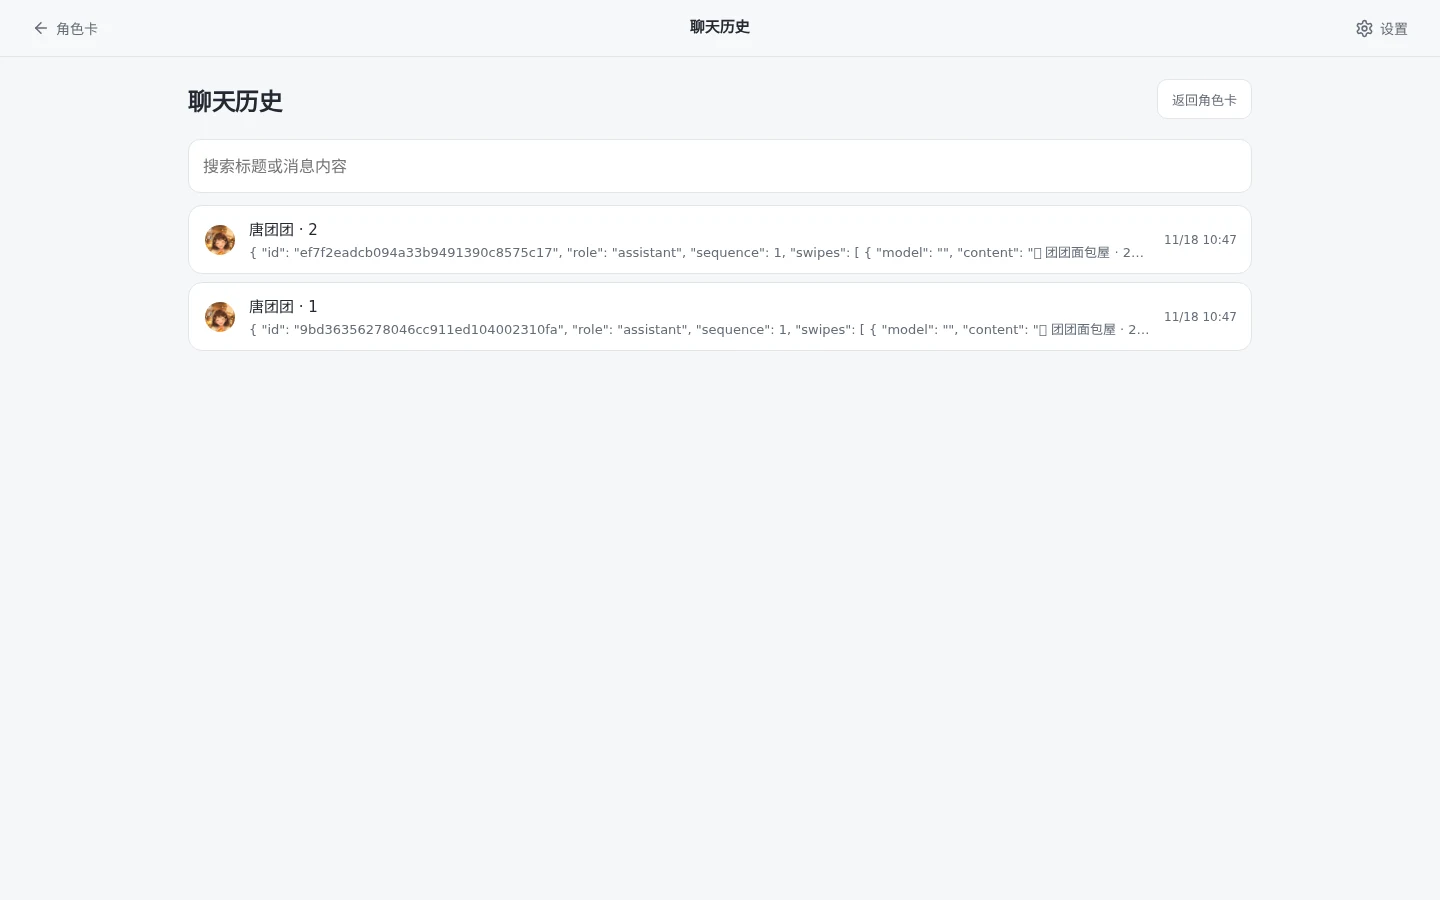 角色卡
聊天历史
设置
聊天历史
返回角色卡
搜索标题或消息内容
唐团团 · 2
{ "id": "ef7f2eadcb094a33b9491390c8575c17", "role": "assistant", "sequence": 1, "swipes": [ { "model": "", "content": "▯ 团团面包屋 · 2…
11/18 10:47
唐团团 · 1
{ "id": "9bd36356278046cc911ed104002310fa", "role": "assistant", "sequence": 1, "swipes": [ { "model": "", "content": "▯ 团团面包屋 · 2…
11/18 10:47